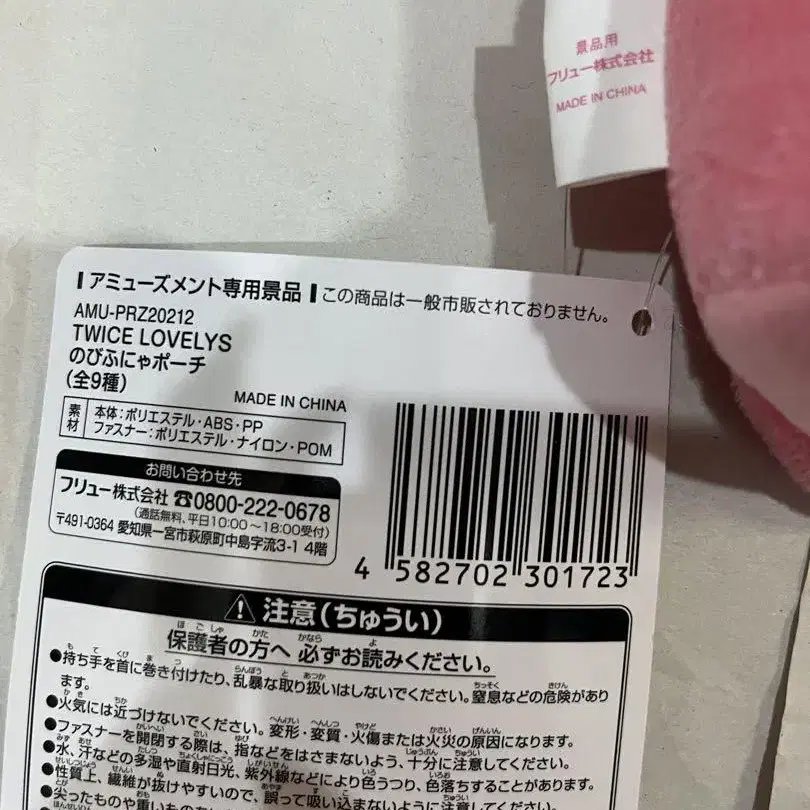 景品用
フリュー株式会社
MADE IN CHINA
アミューズメント専用景品 この商品は一般市販されておりません。
AMU-PRZ20212
TWICE LOVELYS
のびふにゃポーチ
(全9種)
MADE IN CHINA
素材 本体:ポリエステル・ABS・PP
ファスナー:ポリエステル・ナイロン・POM
お問い合わせ先
フリュー株式会社 ☎0800-222-0678
(通話無料、平日10:00～18:00受付)
〒491-0364 愛知県一宮市萩原町中島字流3-1 4階
4 582702 301723
⚠ 注意(ちゅうい)
保護者の方へ 必ずお読みください。
●持ち手を首に巻き付けたり、乱暴な取り扱いはしないでください。窒息などの危険があり
ます。
●火気には近づけないでください。変形・変質・火傷または火災の原因になります。
●ファスナーを開閉する際は、指などをはさまないよう、十分に注意してください。
●水、汗などの多湿や直射日光、紫外線などにより色うつり、色落ちすることがあります。
●性質上、繊維が抜けやすいので、誤って吸い込まないように注意してください。
●尖ったものや重いもの